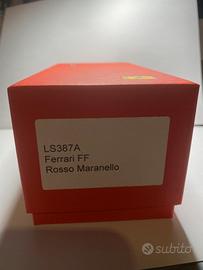 LS387A
Ferrari FF
Rosso Maranello
subito